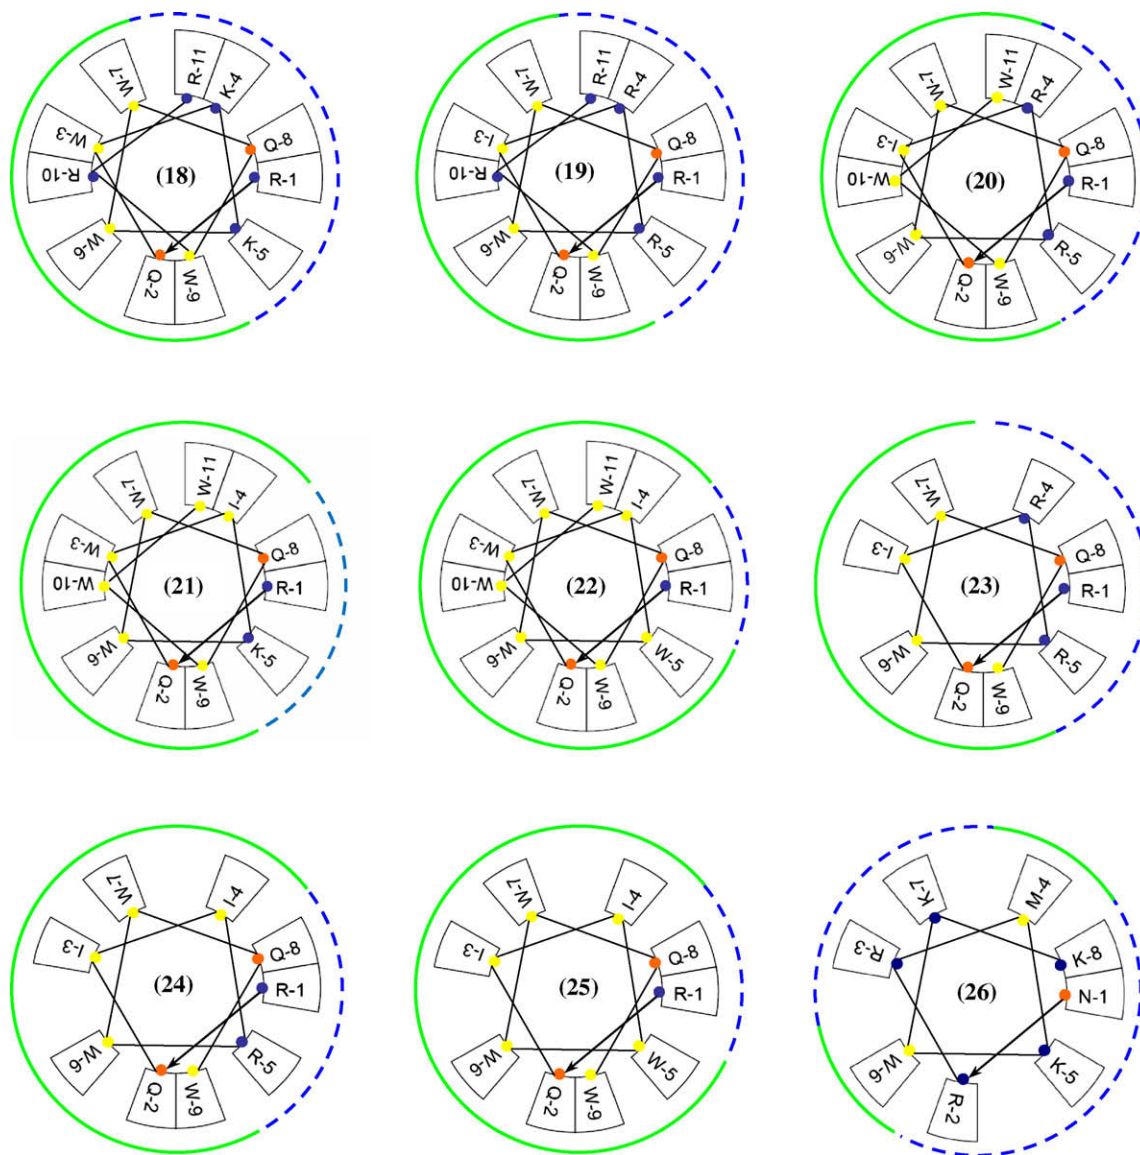 R-11
K-4
W-7
Q-8
W-3
R-10
(18)
R-1
W-6
K-5
Q-2
W-9
R-11
R-4
W-7
Q-8
I-3
R-10
(19)
R-1
W-6
R-5
Q-2
W-9
W-11
R-4
W-7
Q-8
I-3
W-10
(20)
R-1
W-6
R-5
Q-2
W-9
W-11
I-4
W-7
Q-8
W-3
W-10
(21)
R-1
W-6
K-5
Q-2
W-9
W-11
I-4
W-7
Q-8
W-3
W-10
(22)
R-1
W-6
W-5
Q-2
W-9
W-7
R-4
I-3
Q-8
(23)
R-1
W-6
R-5
Q-2
W-9
W-7
I-4
I-3
Q-8
(24)
R-1
W-6
R-5
Q-2
W-9
W-7
I-4
I-3
Q-8
(25)
R-1
W-6
W-5
Q-2
W-9
K-7
M-4
R-3
K-8
(26)
N-1
W-6
K-5
R-2